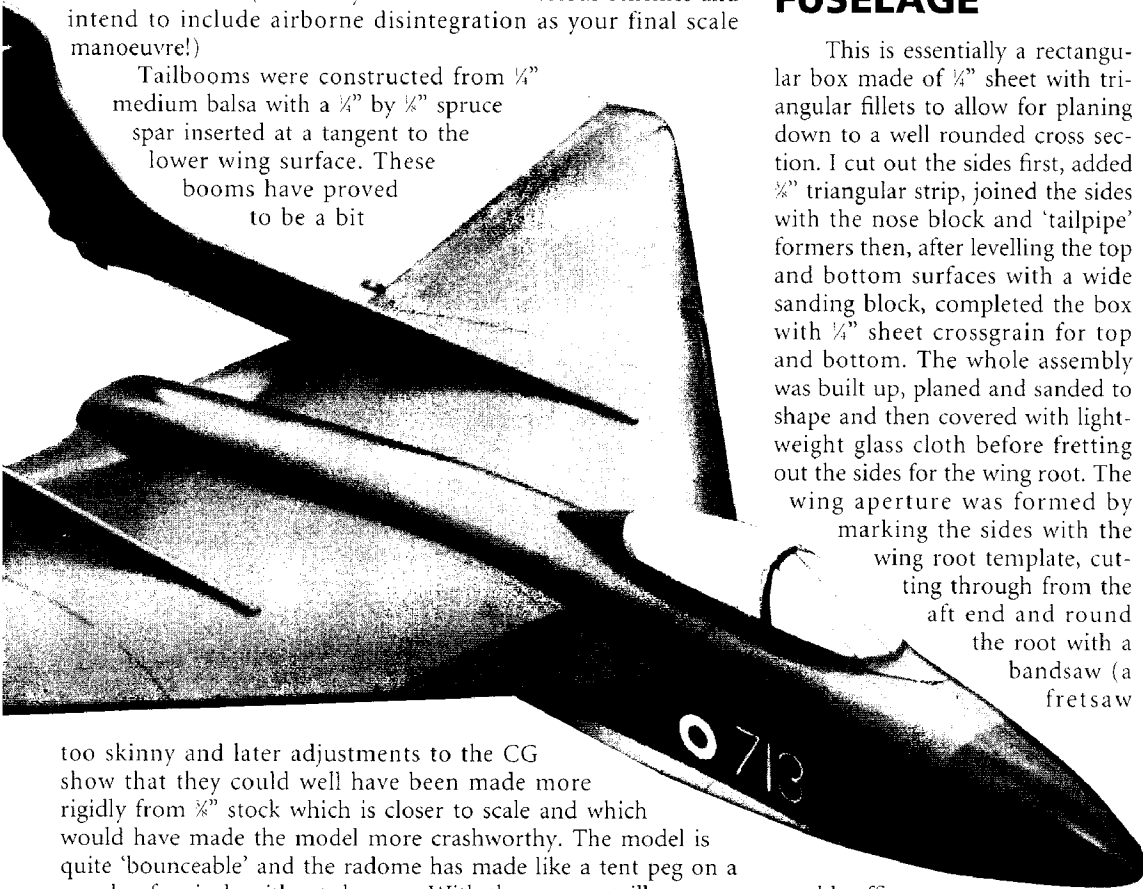 intend to include airborne disintegration as your final scale
manoeuvre!)
Tailbooms were constructed from ¼”
medium balsa with a ¼” by ⅛” spruce
spar inserted at a tangent to the
lower wing surface. These
booms have proved
to be a bit
too skinny and later adjustments to the CG
show that they could well have been made more
rigidly from ⅜” stock which is closer to scale and which
would have made the model more crashworthy. The model is
quite ‘bounceable’ and the radome has made like a tent peg on a
FUSELAGE
This is essentially a rectangu-
lar box made of ¼” sheet with tri-
angular fillets to allow for planing
down to a well rounded cross sec-
tion. I cut out the sides first, added
” triangular strip, joined the sides
with the nose block and ‘tailpipe’
formers then, after levelling the top
and bottom surfaces with a wide
sanding block, completed the box
with ¼” sheet crossgrain for top
and bottom. The whole assembly
was built up, planed and sanded to
shape and then covered with light-
weight glass cloth before fretting
out the sides for the wing root. The
wing aperture was formed by
marking the sides with the
wing root template, cut-
ting through from the
aft end and round
the root with a
bandsaw (a
fretsaw
713